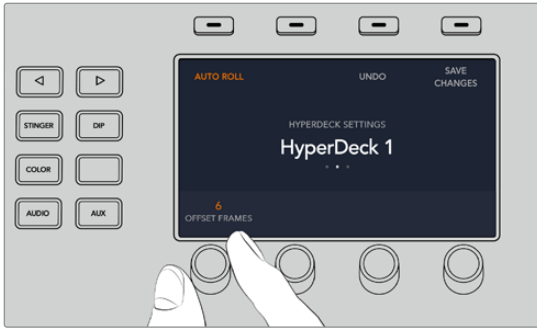 AUTO ROLL
UNDO
SAVE
CHANGES
HYPERDECK SETTINGS
HyperDeck 1
STINGER
DIP
COLOR
AUDIO
AUX
6
OFFSET FRAMES